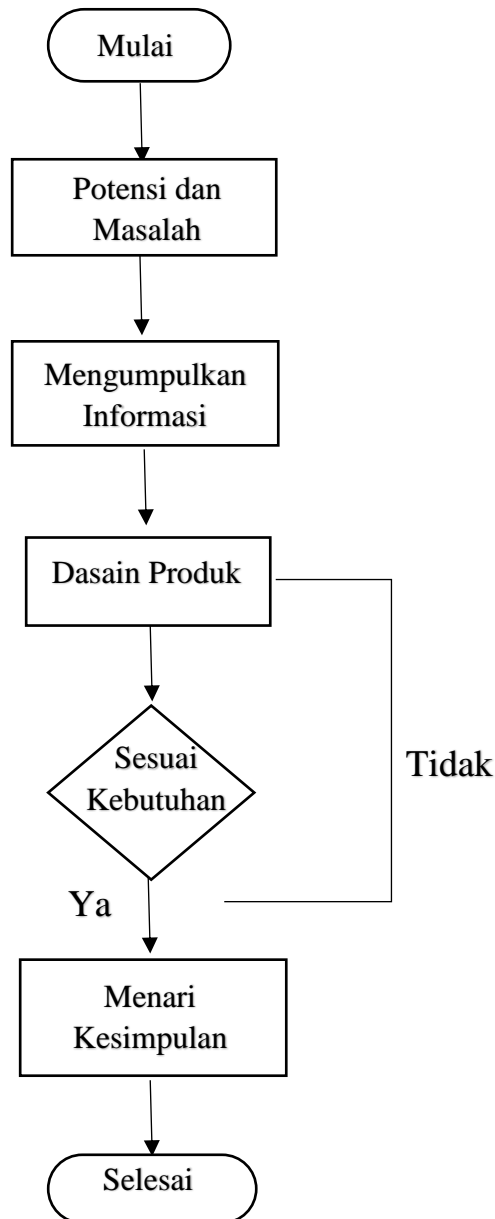 Mulai
Potensi dan
Masalah
Mengumpulkan
Informasi
Dasain Produk
Sesuai
Kebutuhan
Tidak
Ya
Menari
Kesimpulan
Selesai